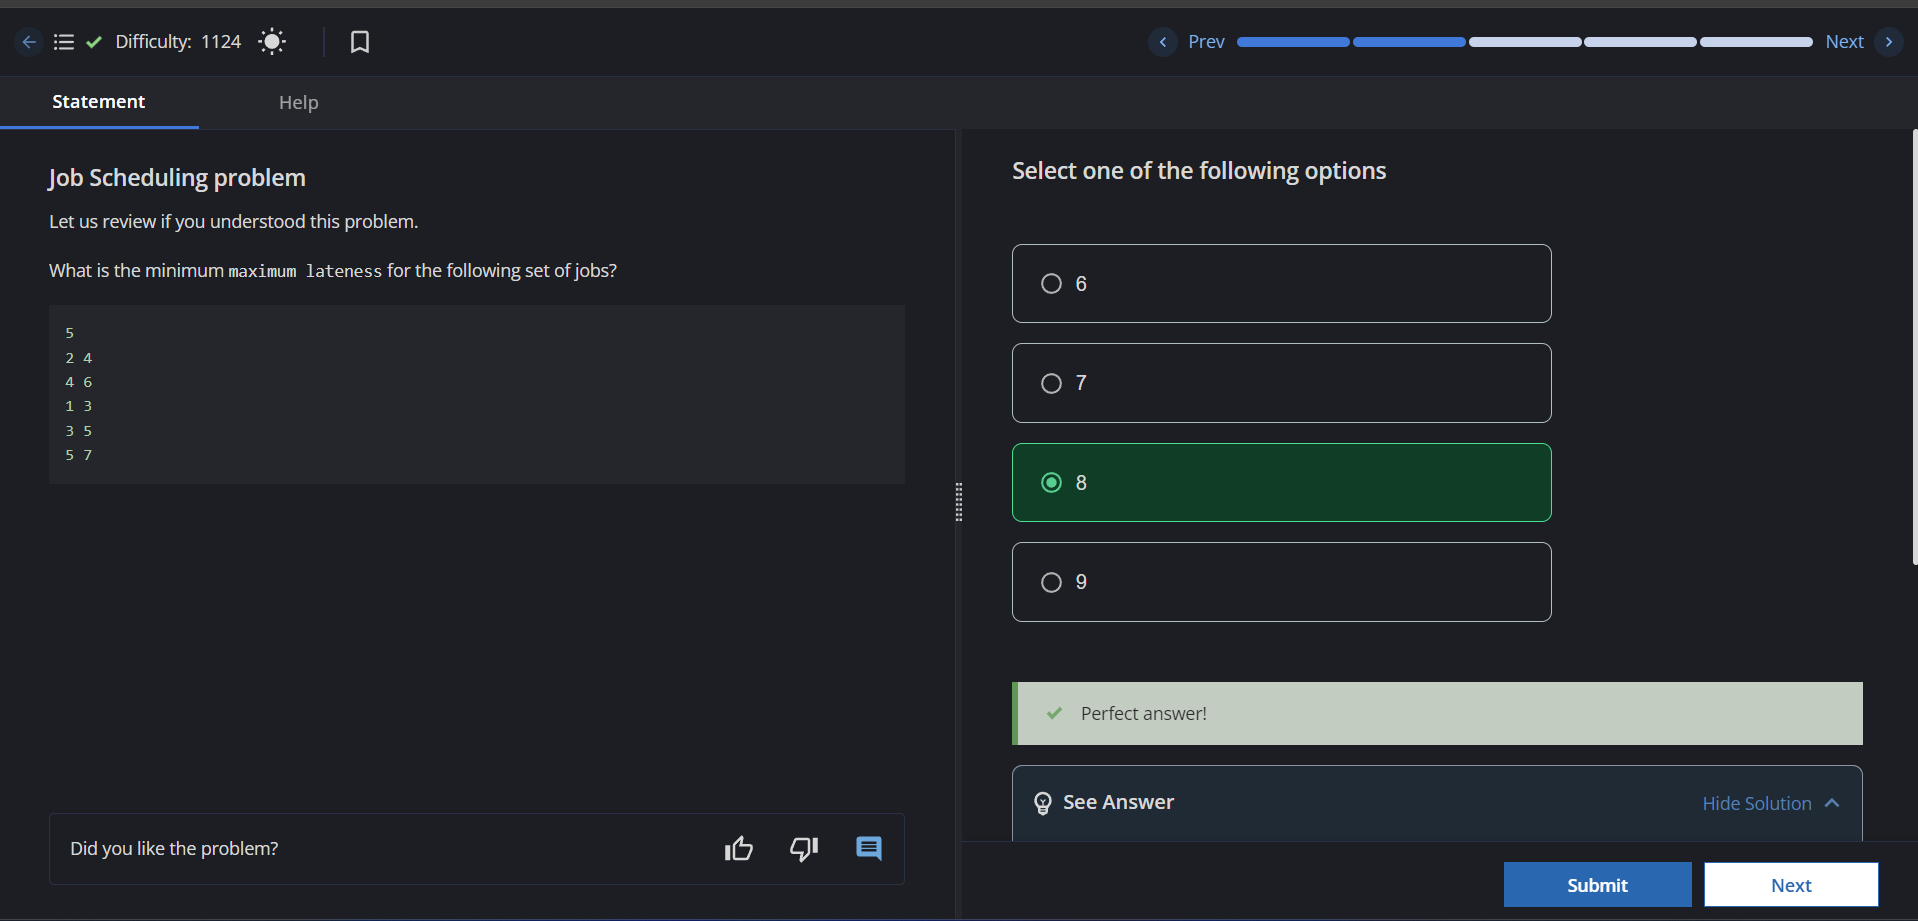 Difficulty: 1124
Prev
Next
Statement
Help
Job Scheduling problem
Let us review if you understood this problem.
What is the minimum maximum lateness for the following set of jobs?
5
2 4
4 6
1 3
3 5
5 7
Did you like the problem?
Select one of the following options
6
7
8
9
Perfect answer!
See Answer
Hide Solution
Submit
Next